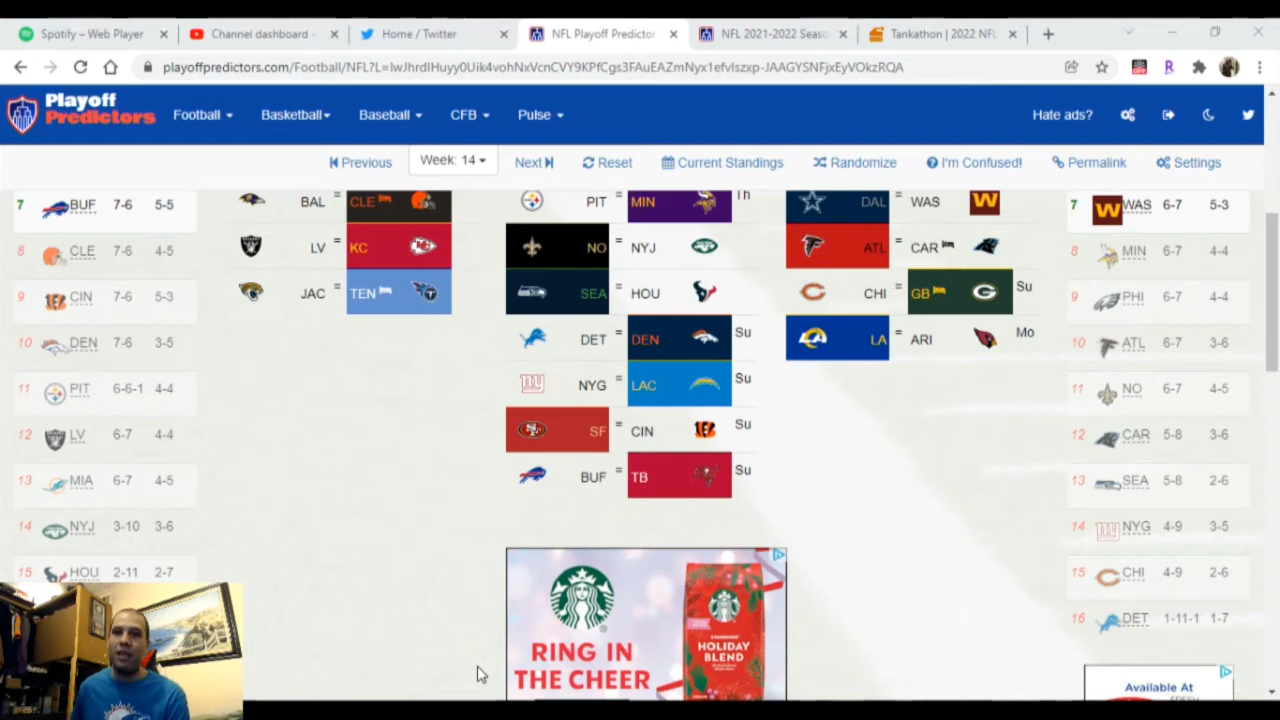 Spotify – Web Player
Channel dashboard -
Home / Twitter
NFL Playoff Predictor
NFL 2021-2022 Seaso
Tankathon | 2022 NFL
playoffpredictors.com/Football/NFL?L=IwJhrdIHuyy0Uik4vohNxVcnCVY9KPfCgs3FAuEAZmNyx1efvIszxp-JAAGYSNFjxEyVOkzRQA
Playoff
Predictors
Football
Basketball
Baseball
CFB
Pulse
Hate ads?
Previous
Week: 14
Next
Reset
Current Standings
Randomize
I'm Confused!
Permalink
Settings
7 BUF 7-6 5-5
8 CLE 7-6 4-5
9 CIN 7-6 5-3
10 DEN 7-6 3-5
11 PIT 6-6-1 4-4
12 LV 6-7 4-4
13 MIA 6-7 4-5
14 NYJ 3-10 3-6
15 HOU 2-11 2-7
BAL = CLE
LV = KC
JAC = TEN
PIT = MIN Th
NO = NYJ
SEA = HOU
DET = DEN Su
NYG = LAC Su
SF = CIN Su
BUF = TB Su
DAL = WAS
ATL = CAR
CHI = GB Su
LA = ARI Mo
7 WAS 6-7 5-3
8 MIN 6-7 4-4
9 PHI 6-7 4-4
10 ATL 6-7 3-6
11 NO 6-7 4-5
12 CAR 5-8 3-6
13 SEA 5-8 2-6
14 NYG 4-9 3-5
15 CHI 4-9 2-6
16 DET 1-11-1 1-7
RING IN
THE CHEER
HOLIDAY
BLEND
Available At